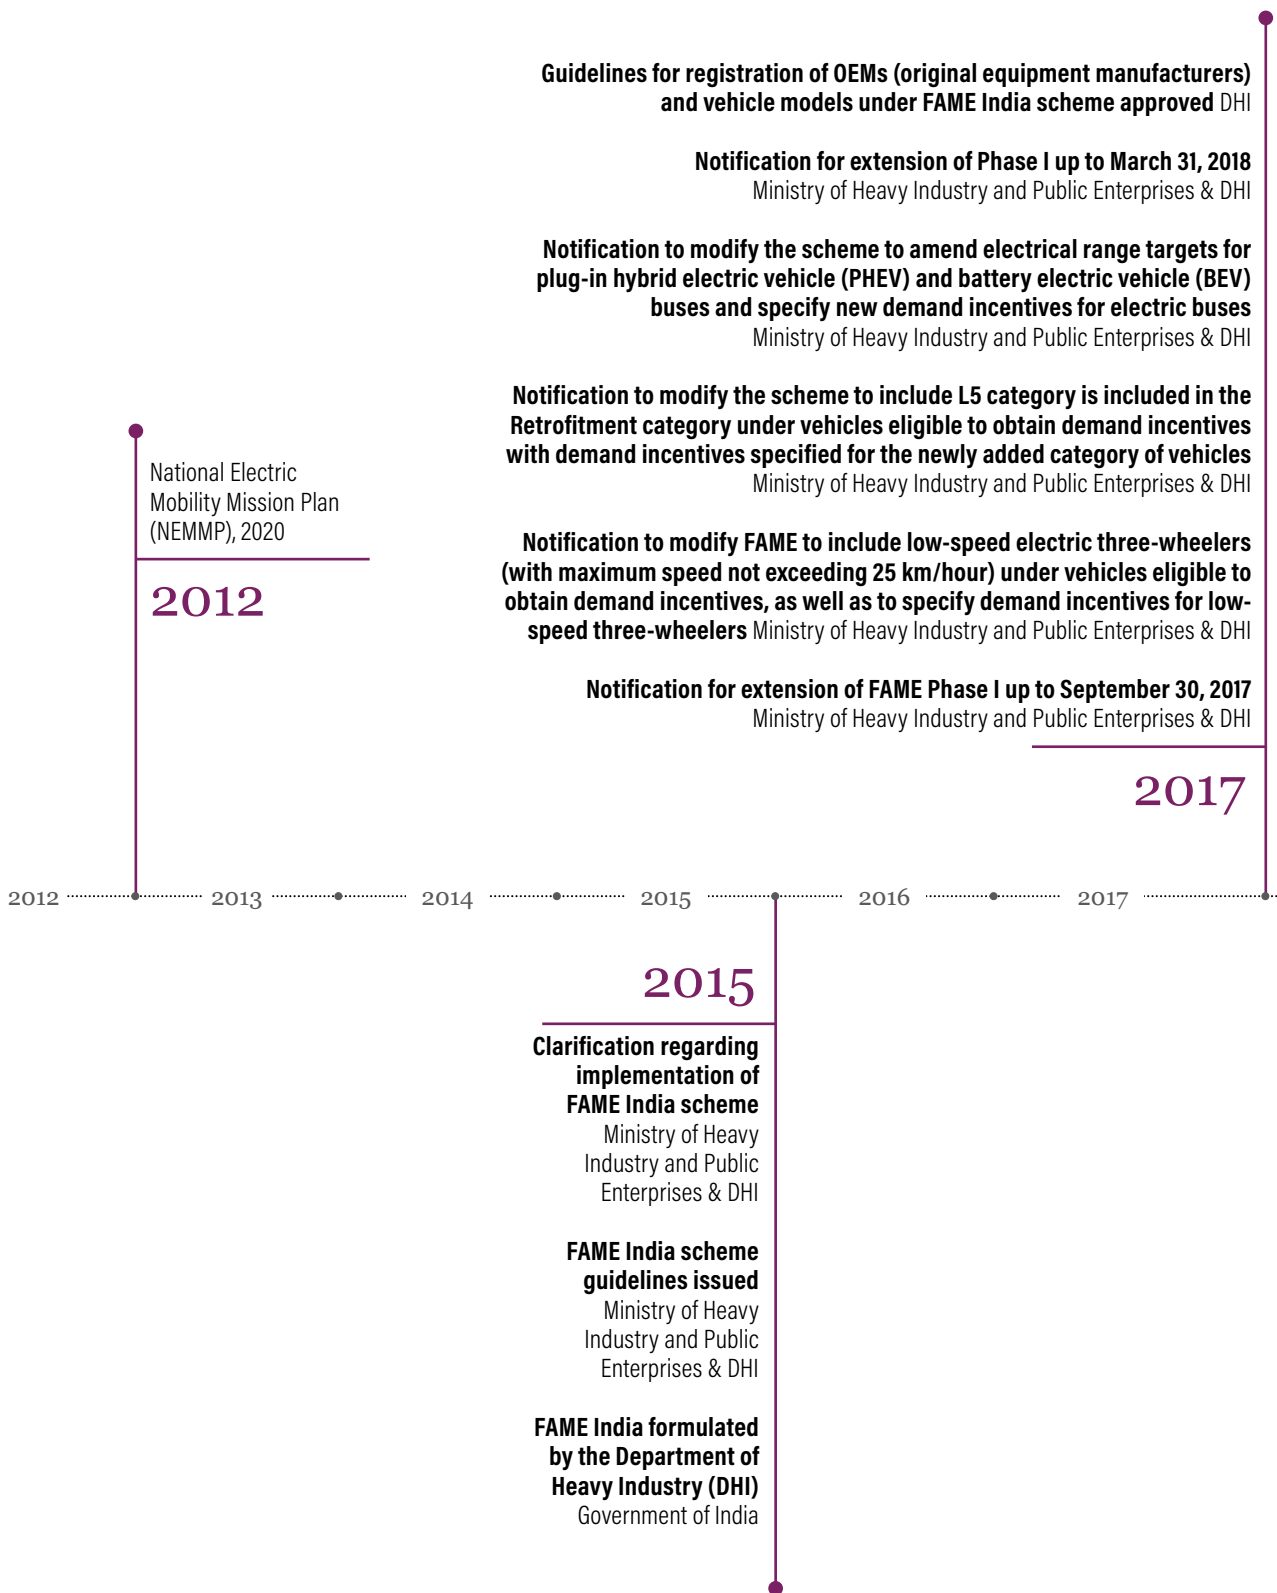 Guidelines for registration of OEMs (original equipment manufacturers)
and vehicle models under FAME India scheme approved DHI
Notification for extension of Phase I up to March 31, 2018
Ministry of Heavy Industry and Public Enterprises & DHI
Notification to modify the scheme to amend electrical range targets for
plug-in hybrid electric vehicle (PHEV) and battery electric vehicle (BEV)
buses and specify new demand incentives for electric buses
Ministry of Heavy Industry and Public Enterprises & DHI
Notification to modify the scheme to include L5 category is included in the
Retrofitment category under vehicles eligible to obtain demand incentives
with demand incentives specified for the newly added category of vehicles
Ministry of Heavy Industry and Public Enterprises & DHI
Notification to modify FAME to include low-speed electric three-wheelers
(with maximum speed not exceeding 25 km/hour) under vehicles eligible to
obtain demand incentives, as well as to specify demand incentives for low-
speed three-wheelers Ministry of Heavy Industry and Public Enterprises & DHI
Notification for extension of FAME Phase I up to September 30, 2017
Ministry of Heavy Industry and Public Enterprises & DHI
2017
National Electric
Mobility Mission Plan
(NEMMP), 2020
2012
2012 2013 2014 2015 2016 2017
2015
Clarification regarding
implementation of
FAME India scheme
Ministry of Heavy
Industry and Public
Enterprises & DHI
FAME India scheme
guidelines issued
Ministry of Heavy
Industry and Public
Enterprises & DHI
FAME India formulated
by the Department of
Heavy Industry (DHI)
Government of India